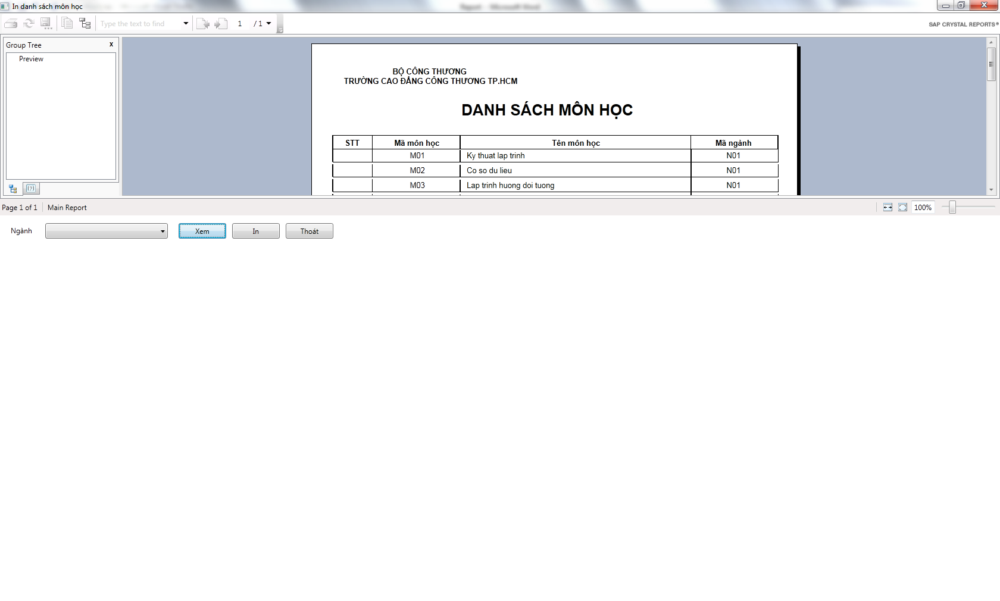 In danh sách môn học
Report - Microsoft Word
Type the text to find
1 / 1
SAP CRYSTAL REPORTS®
Group Tree x
Preview
BỘ CÔNG THƯƠNG
TRƯỜNG CAO ĐẲNG CÔNG THƯƠNG TP.HCM
DANH SÁCH MÔN HỌC
STT Mã môn học Tên môn học Mã ngành
M01 Ky thuat lap trinh N01
M02 Co so du lieu N01
M03 Lap trinh huong doi tuong N01
Page 1 of 1 Main Report 100%
Ngành Xem In Thoát